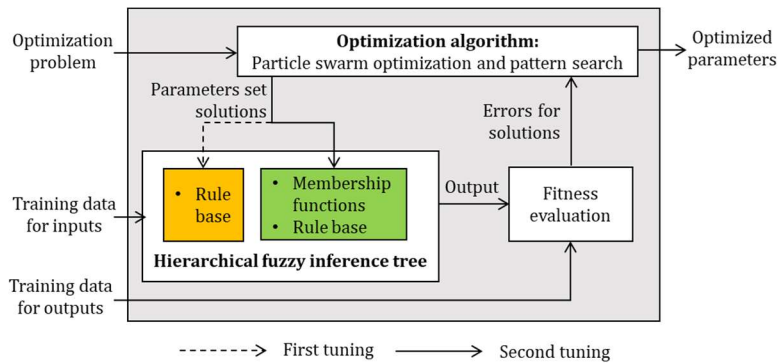 Optimization
problem
Optimization algorithm:
Particle swarm optimization and pattern search
Optimized
parameters
Parameters set
solutions
Errors for
solutions
• Rule
base
• Membership
functions
• Rule base
Hierarchical fuzzy inference tree
Output
Fitness
evaluation
Training data
for inputs
Training data
for outputs
First tuning
Second tuning